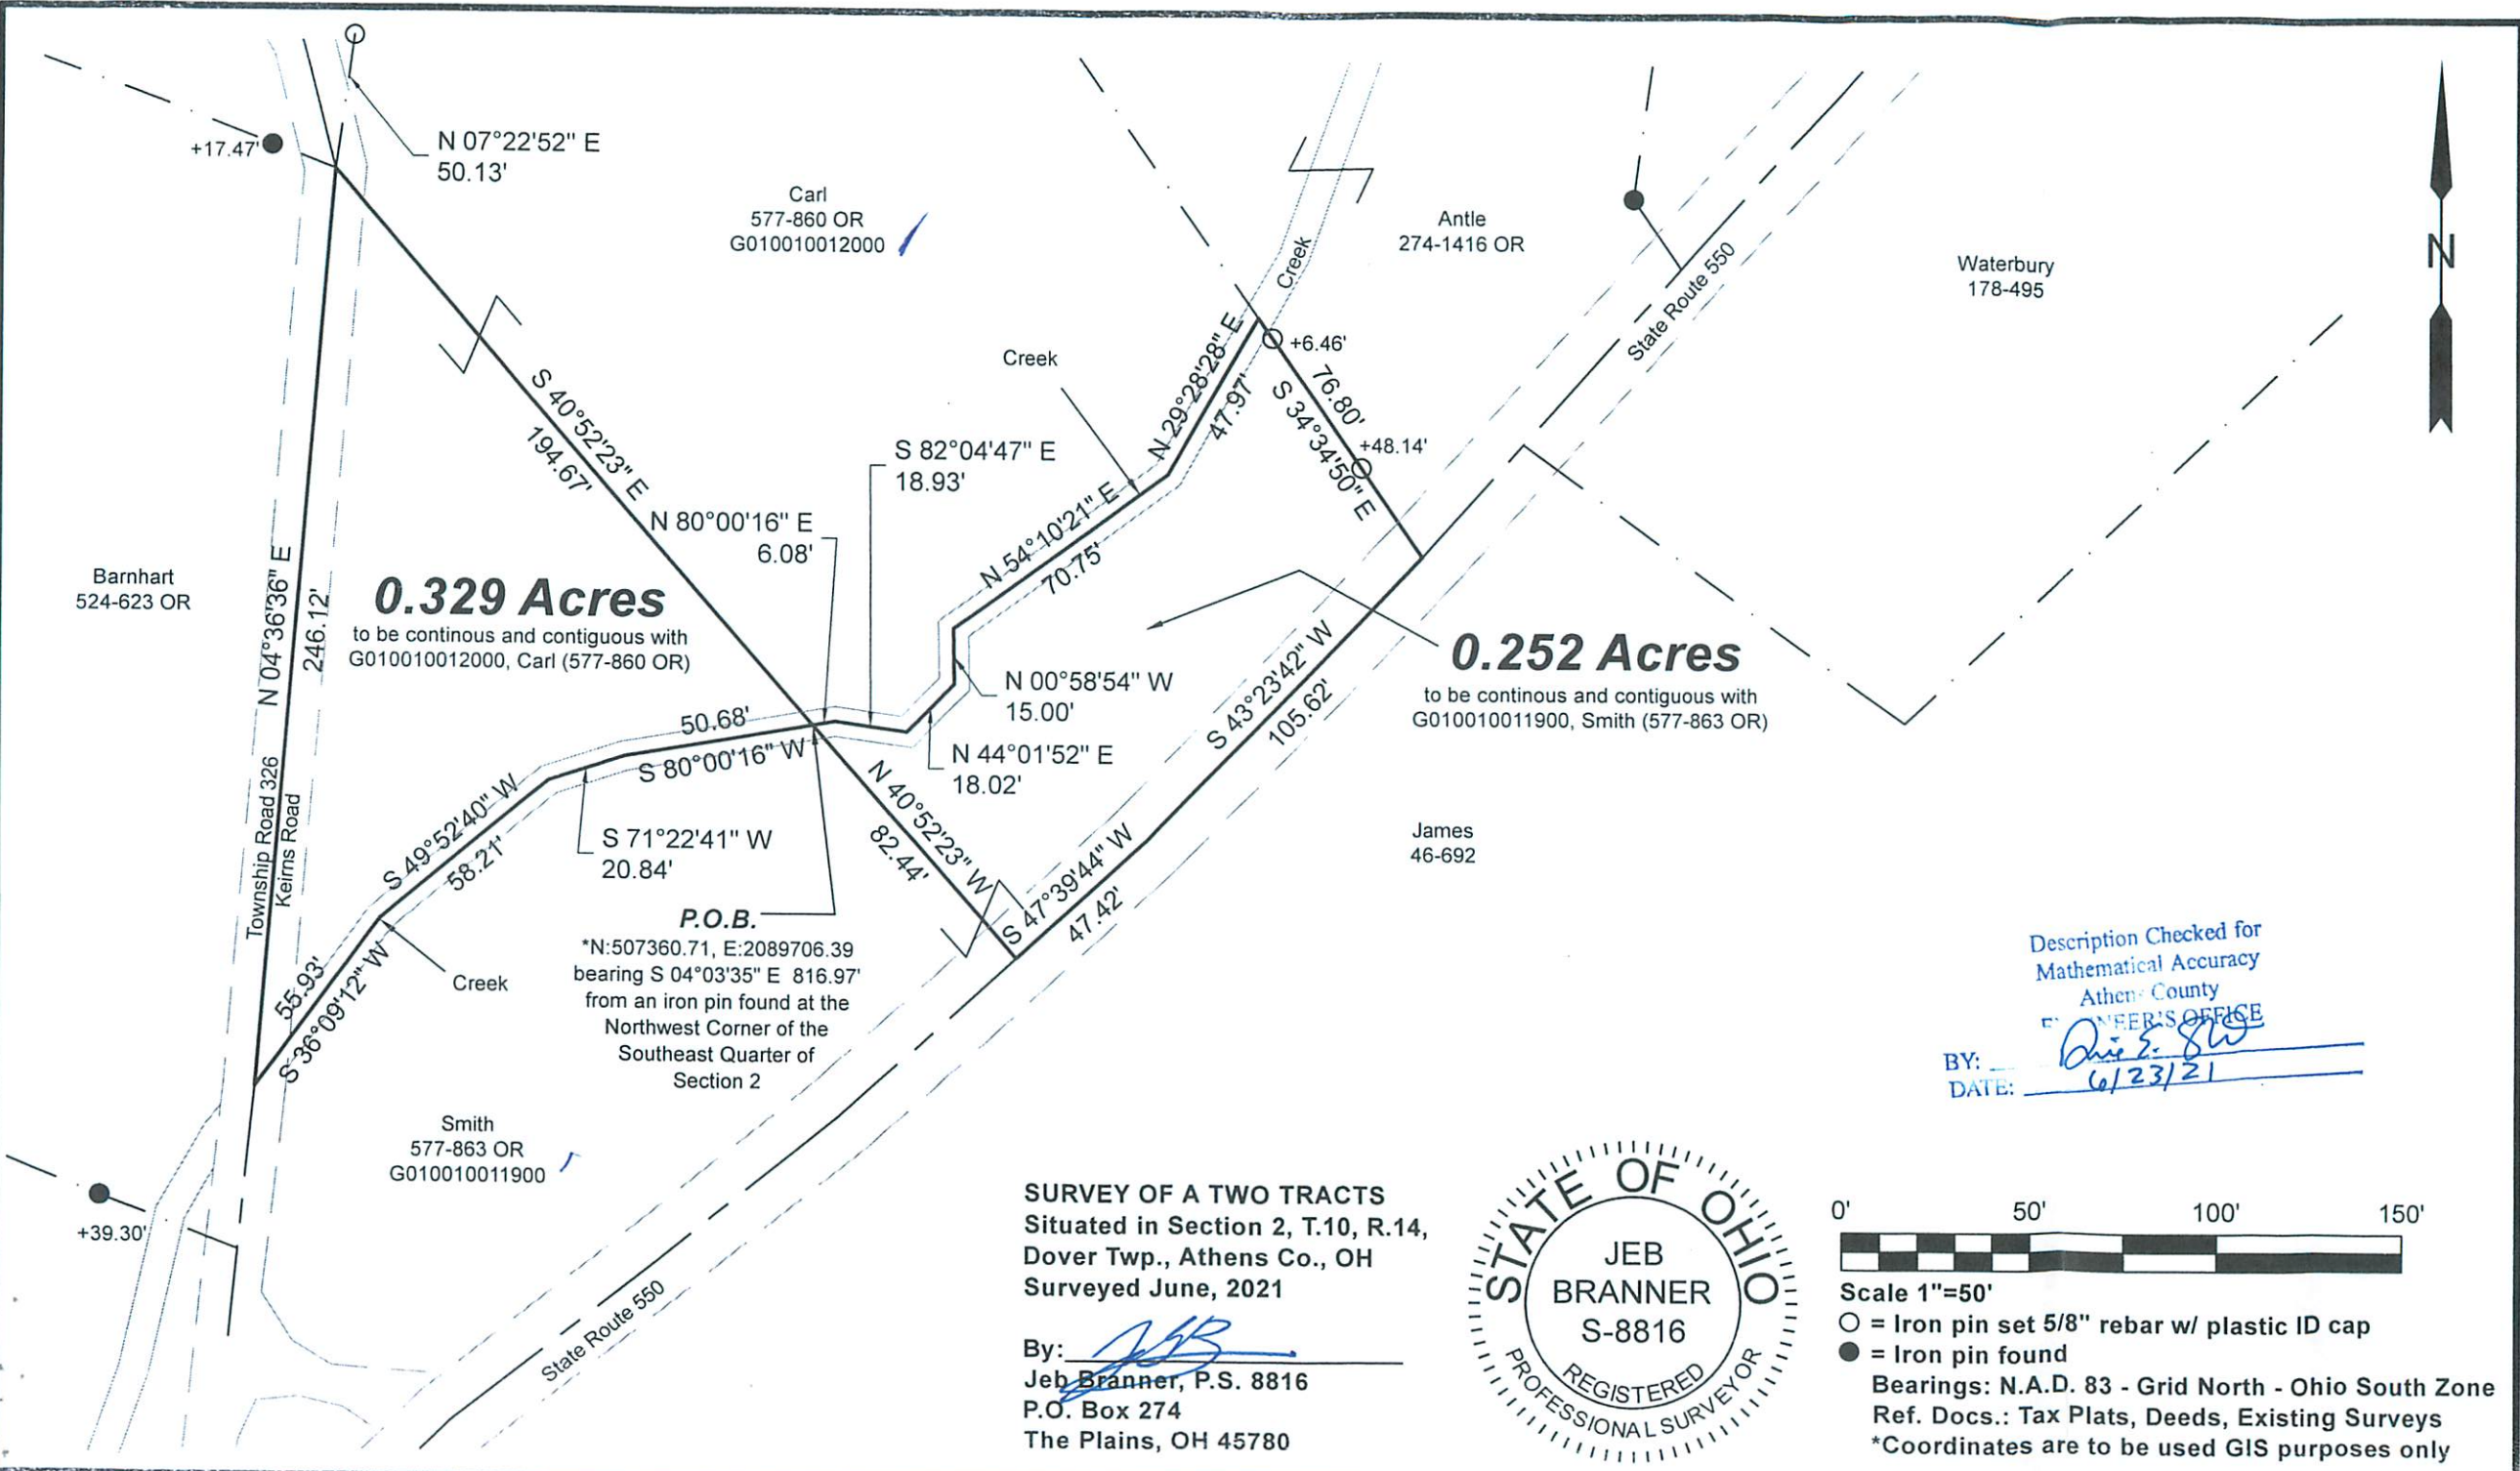 +17.47'
N 07°22'52" E
50.13'
Carl
577-860 OR
G010010012000
Antle
274-1416 OR
Waterbury
178-495
N
Creek
State Route 550
+6.46'
76.80'
S 34°34'50" E
+48.14'
N 29°28'28" E
47.97'
Creek
S 40°52'23" E
194.67'
S 82°04'47" E
18.93'
N 80°00'16" E
6.08'
N 54°10'21" E
70.75'
Barnhart
524-623 OR
N 04°36'36" E
246.12'
Township Road 326
Keirns Road
0.329 Acres
to be continous and contiguous with
G010010012000, Carl (577-860 OR)
0.252 Acres
to be continous and contiguous with
G010010011900, Smith (577-863 OR)
N 00°58'54" W
15.00'
N 44°01'52" E
18.02'
S 43°23'42" W
105.62'
50.68'
S 80°00'16" W
S 71°22'41" W
20.84'
S 49°52'40" W
58.21'
N 40°52'23" W
82.44'
S 47°39'44" W
47.42'
James
46-692
55.93'
S 36°09'12" W
Creek
P.O.B.
*N:507360.71, E:2089706.39
bearing S 04°03'35" E 816.97'
from an iron pin found at the
Northwest Corner of the
Southeast Quarter of
Section 2
Smith
577-863 OR
G010010011900
+39.30'
State Route 550
Description Checked for
Mathematical Accuracy
County
OFFICE
BY:
DATE: 6/23/21
SURVEY OF A TWO TRACTS
Situated in Section 2, T.10, R.14,
Dover Twp., Athens Co., OH
Surveyed June, 2021
By:
Jeb Branner, P.S. 8816
P.O. Box 274
The Plains, OH 45780
STATE OF OHIO
JEB
BRANNER
S-8816
REGISTERED
PROFESSIONAL SURVEYOR
0' 50' 100' 150'
Scale 1"=50'
= Iron pin set 5/8" rebar w/ plastic ID cap
= Iron pin found
Bearings: N.A.D. 83 - Grid North - Ohio South Zone
Ref. Docs.: Tax Plats, Deeds, Existing Surveys
*Coordinates are to be used GIS purposes only